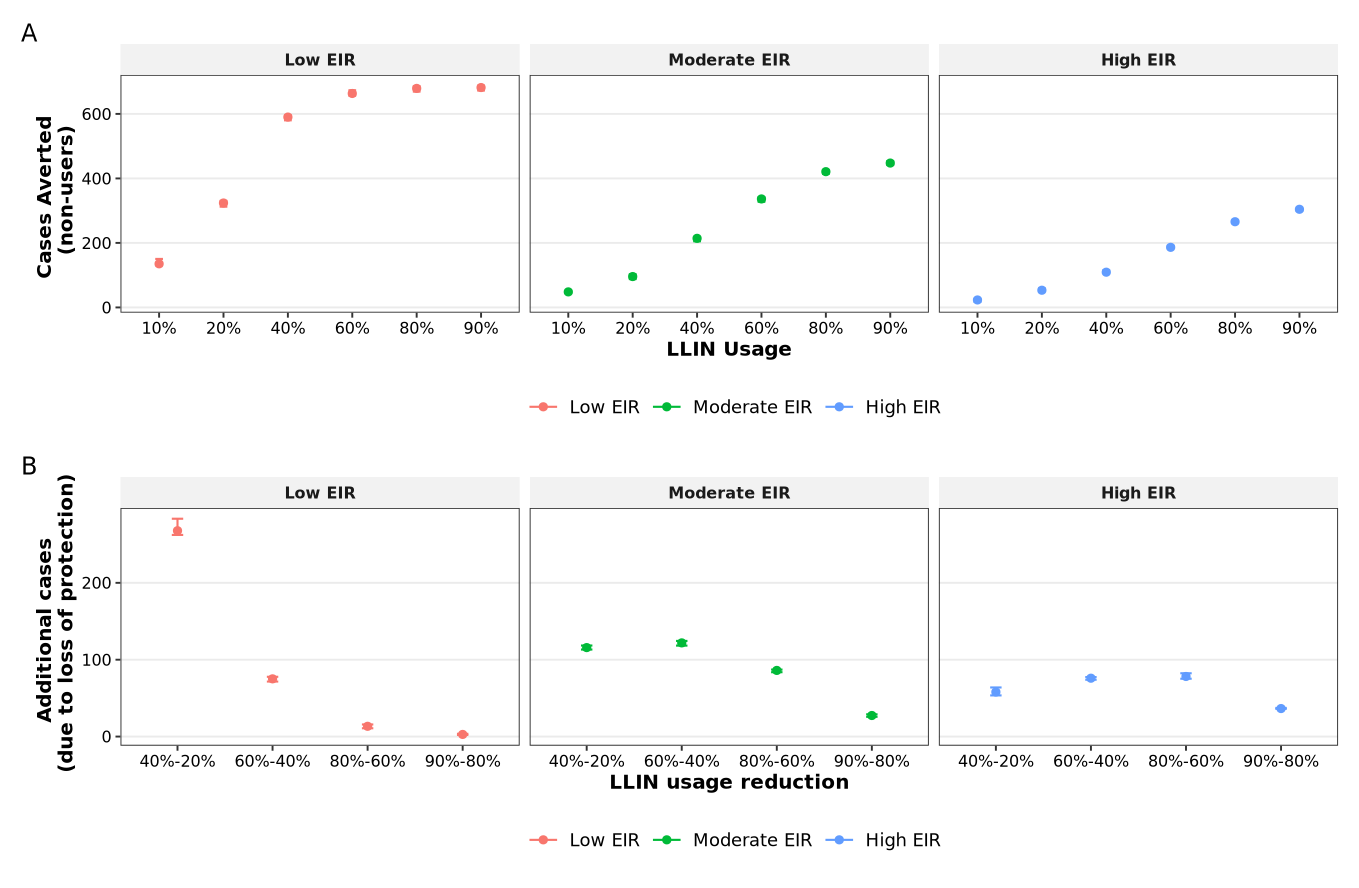 A
Low EIR Moderate EIR High EIR
Cases Averted
(non-users)
600
400
200
0
10% 20% 40% 60% 80% 90% 10% 20% 40% 60% 80% 90% 10% 20% 40% 60% 80% 90%
LLIN Usage
Low EIR Moderate EIR High EIR
B
Low EIR Moderate EIR High EIR
Additional cases
(due to loss of protection)
200
100
0
40%-20% 60%-40% 80%-60% 90%-80% 40%-20% 60%-40% 80%-60% 90%-80% 40%-20% 60%-40% 80%-60% 90%-80%
LLIN usage reduction
Low EIR Moderate EIR High EIR